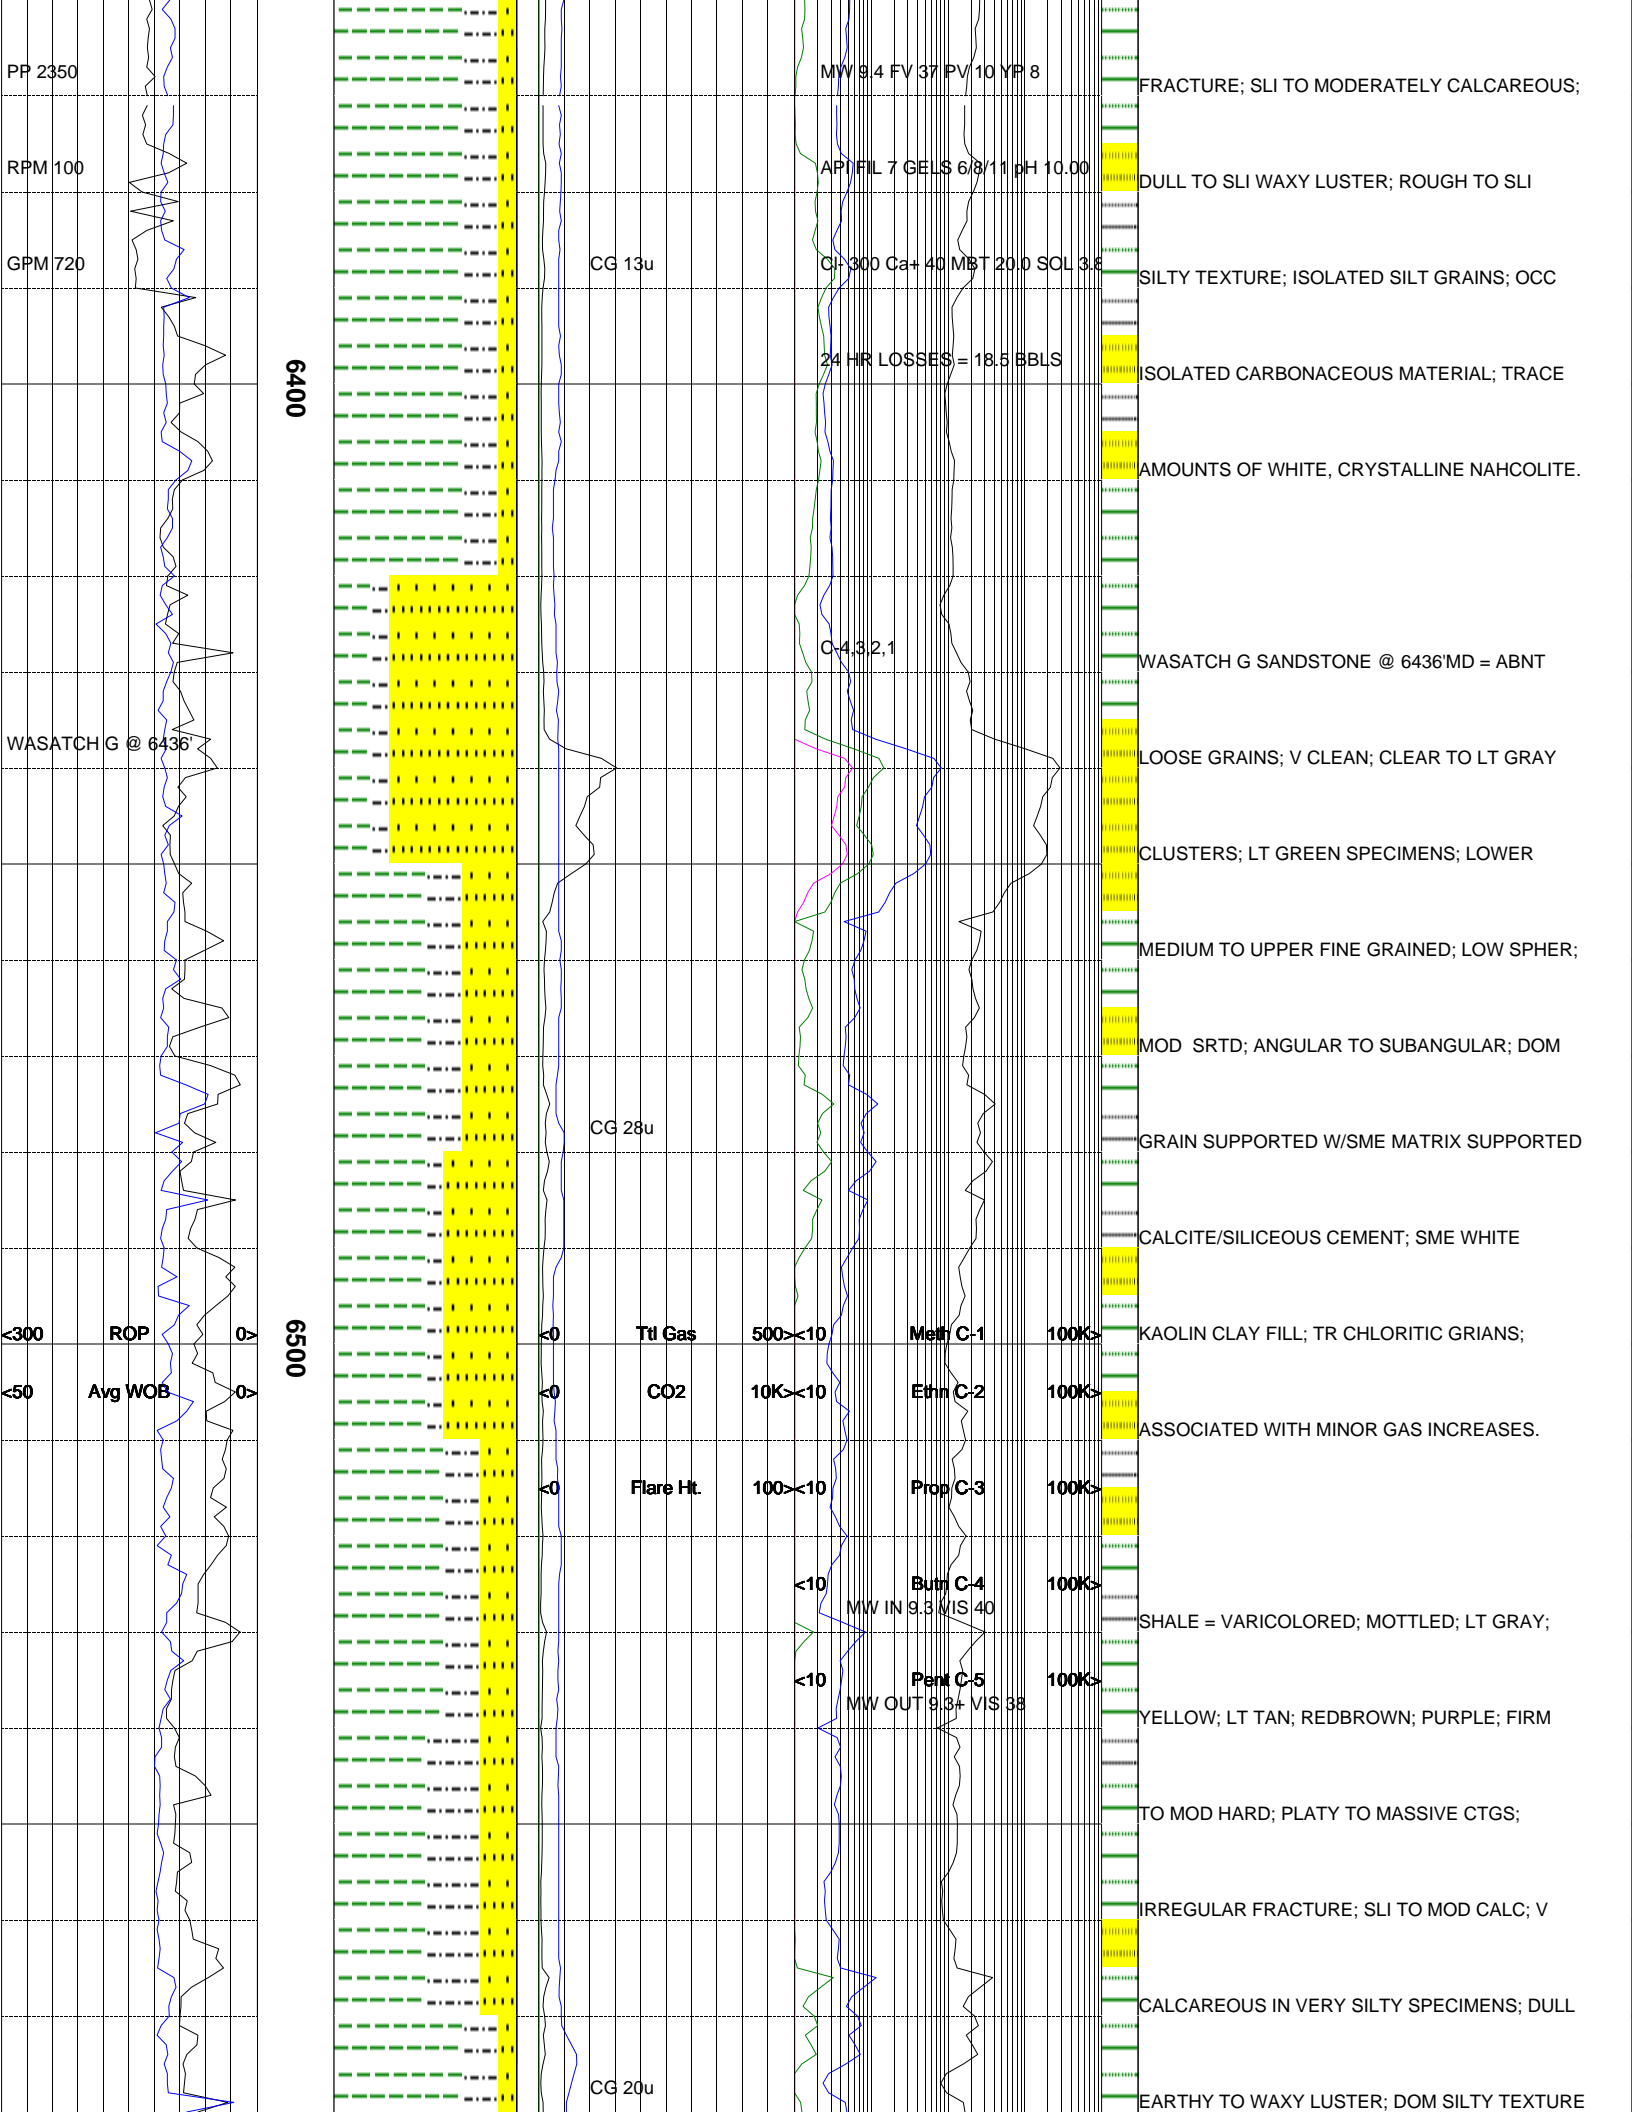 PP 2350
MW 9.4 FV 37 PV 10 YP 8
FRACTURE; SLI TO MODERATELY CALCAREOUS;
RPM 100
API FIL 7 GELS 6/8/11 pH 10.00
DULL TO SLI WAXY LUSTER; ROUGH TO SLI
GPM 720
CG 13u
Cl- 300 Ca+ 40 MBT 20.0 SOL 3.8
SILTY TEXTURE; ISOLATED SILT GRAINS; OCC
24 HR LOSSES = 18.5 BBLS
ISOLATED CARBONACEOUS MATERIAL; TRACE
6400
AMOUNTS OF WHITE, CRYSTALLINE NAHCOLITE.
C-4,3,2,1
WASATCH G SANDSTONE @ 6436'MD = ABNT
WASATCH G @ 6436'
LOOSE GRAINS; V CLEAN; CLEAR TO LT GRAY
CLUSTERS; LT GREEN SPECIMENS; LOWER
MEDIUM TO UPPER FINE GRAINED; LOW SPHER;
MOD  SRTD; ANGULAR TO SUBANGULAR; DOM
CG 28u
GRAIN SUPPORTED W/SME MATRIX SUPPORTED
CALCITE/SILICEOUS CEMENT; SME WHITE
<300 ROP 0>
6500
<0 Ttl Gas 500>
<10 Meth C-1 100K>
KAOLIN CLAY FILL; TR CHLORITIC GRIANS;
<50 Avg WOB 0>
<0 CO2 10K>
<10 Ethn C-2 100K>
ASSOCIATED WITH MINOR GAS INCREASES.
<0 Flare Ht. 100>
<10 Prop C-3 100K>
<10 Butn C-4 100K>
MW IN 9.3 VIS 40
SHALE = VARICOLORED; MOTTLED; LT GRAY;
<10 Pent C-5 100K>
MW OUT 9.3+ VIS 38
YELLOW; LT TAN; REDBROWN; PURPLE; FIRM
TO MOD HARD; PLATY TO MASSIVE CTGS;
IRREGULAR FRACTURE; SLI TO MOD CALC; V
CALCAREOUS IN VERY SILTY SPECIMENS; DULL
CG 20u
EARTHY TO WAXY LUSTER; DOM SILTY TEXTURE